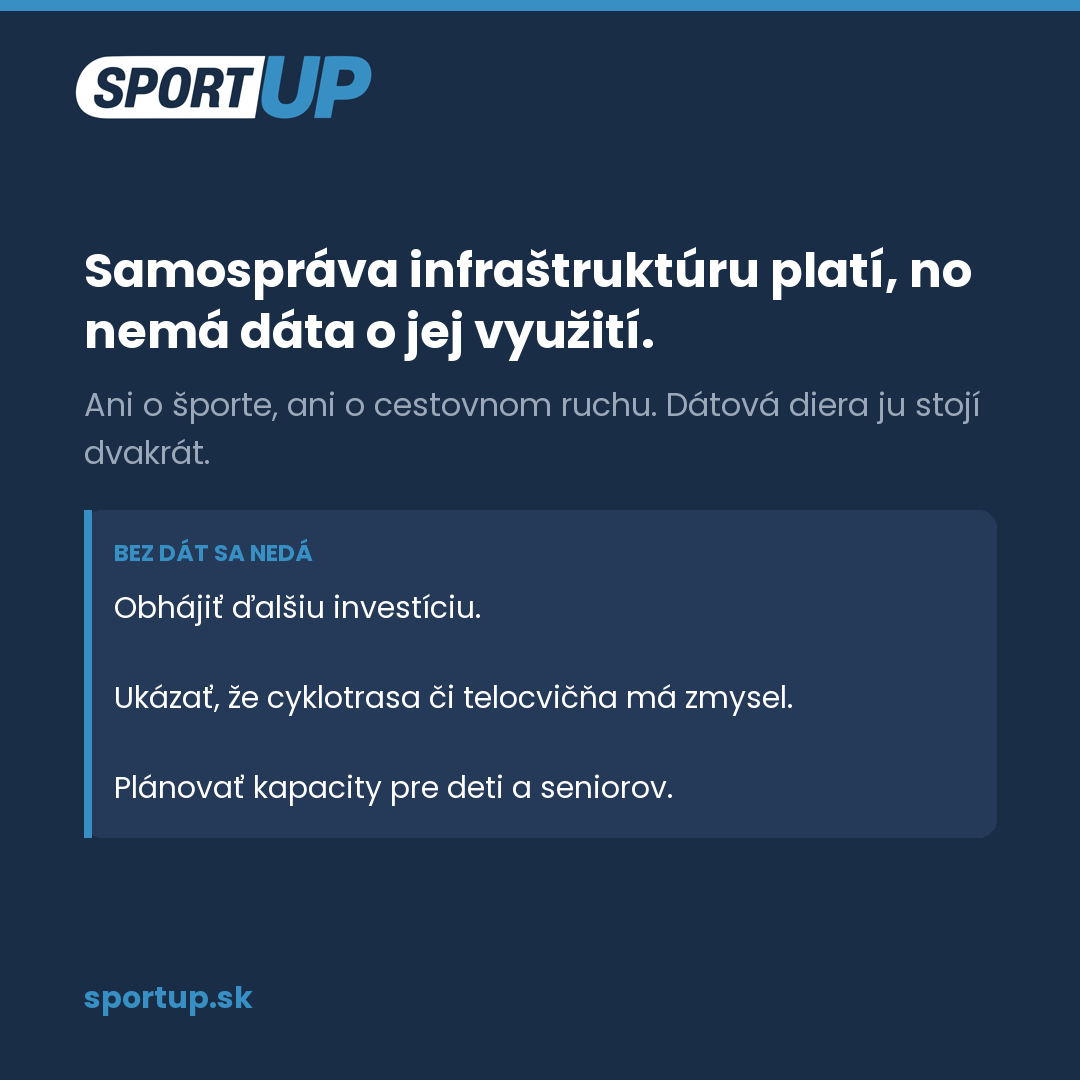 SPORTUP
Samospráva infraštruktúru platí, no
nemá dáta o jej využití.
Ani o športe, ani o cestovnom ruchu. Dátová diera ju stojí
dvakrát.
BEZ DÁT SA NEDÁ
Obhájiť ďalšiu investíciu.
Ukázať, že cyklotrasa či telocvičňa má zmysel.
Plánovať kapacity pre deti a seniorov.
sportup.sk